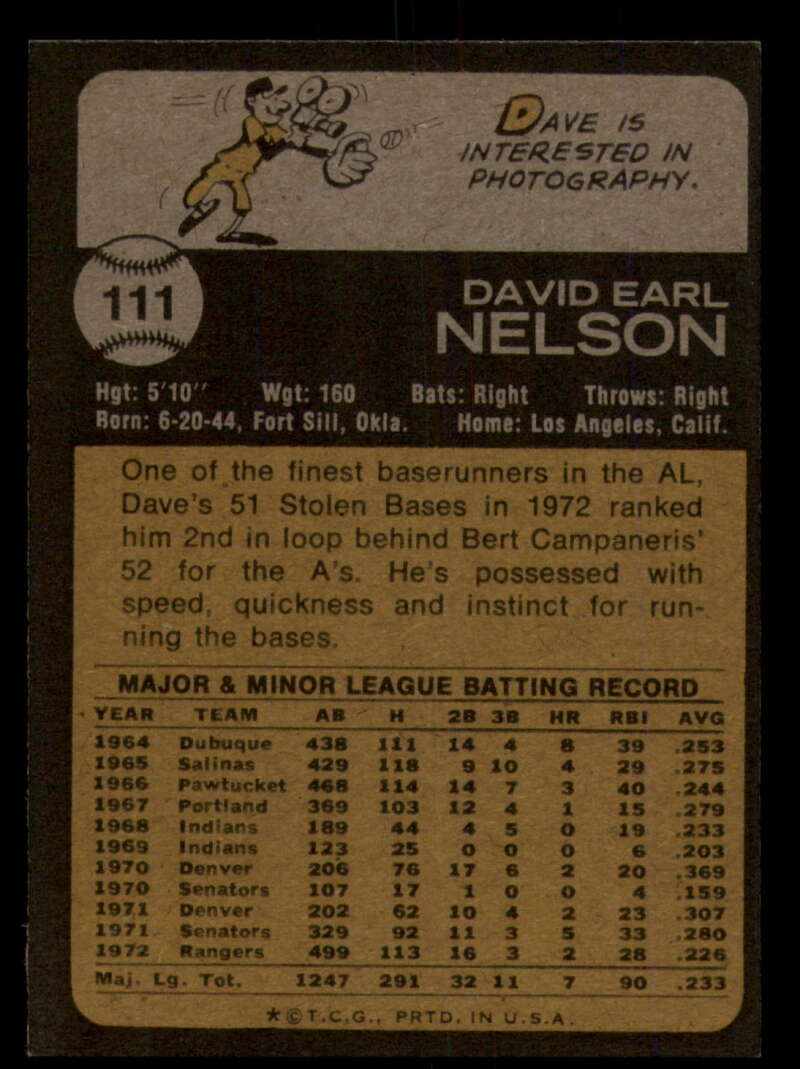 DAVE IS
INTERESTED IN
PHOTOGRAPHY.
111
DAVID EARL
NELSON
Hgt: 5'10" Wgt: 160 Bats: Right Throws: Right
Born: 6-20-44, Fort Sill, Okla. Home: Los Angeles, Calif.
One of the finest baserunners in the AL,
Dave's 51 Stolen Bases in 1972 ranked
him 2nd in loop behind Bert Campaneris'
52 for the A's. He's possessed with
speed, quickness and instinct for run-
ning the bases.
MAJOR & MINOR LEAGUE BATTING RECORD
YEAR TEAM AB H 2B 3B HR RBI AVG
1964 Dubuque 438 111 14 4 8 39 .253
1965 Salinas 429 118 9 10 4 29 .275
1966 Pawtucket 468 114 14 7 3 40 .244
1967 Portland 369 103 12 4 1 15 .279
1968 Indians 189 44 4 5 0 19 .233
1969 Indians 123 25 0 0 0 6 .203
1970 Denver 206 76 17 6 2 20 .369
1970 Senators 107 17 1 0 0 4 .159
1971 Denver 202 62 10 4 2 23 .307
1971 Senators 329 92 11 3 5 33 .280
1972 Rangers 499 113 16 3 2 28 .226
Maj. Lg. Tot. 1247 291 32 11 7 90 .233
*©T.C.G., PRTD. IN U.S.A.